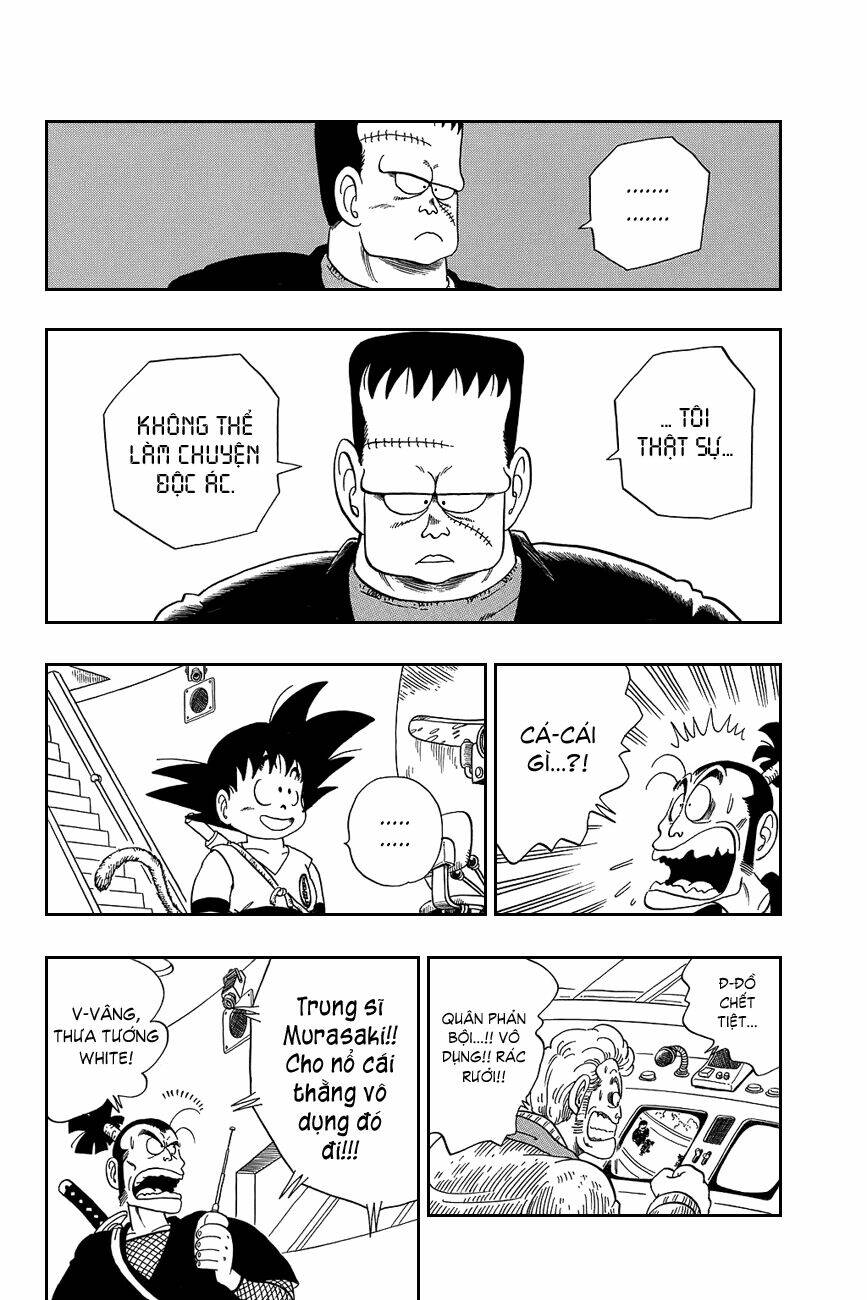 .......
.......
... TÔI
THẬT SỰ...
KHÔNG THỂ
LÀM CHUYỆN
ĐỘC ÁC.
CÁ-CÁI
GÌ...?!
.....
.....
Đ-ĐỒ
CHẾT
TIỆT...
QUÂN PHẢN
BỘI...!! VÔ
DỤNG!! RÁC
RƯỞI!!
Trung sĩ
Murasaki!!
Cho nổ cái
thằng vô
dụng đó
đi!!!
V-VÂNG,
THƯA TƯỚNG
WHITE!